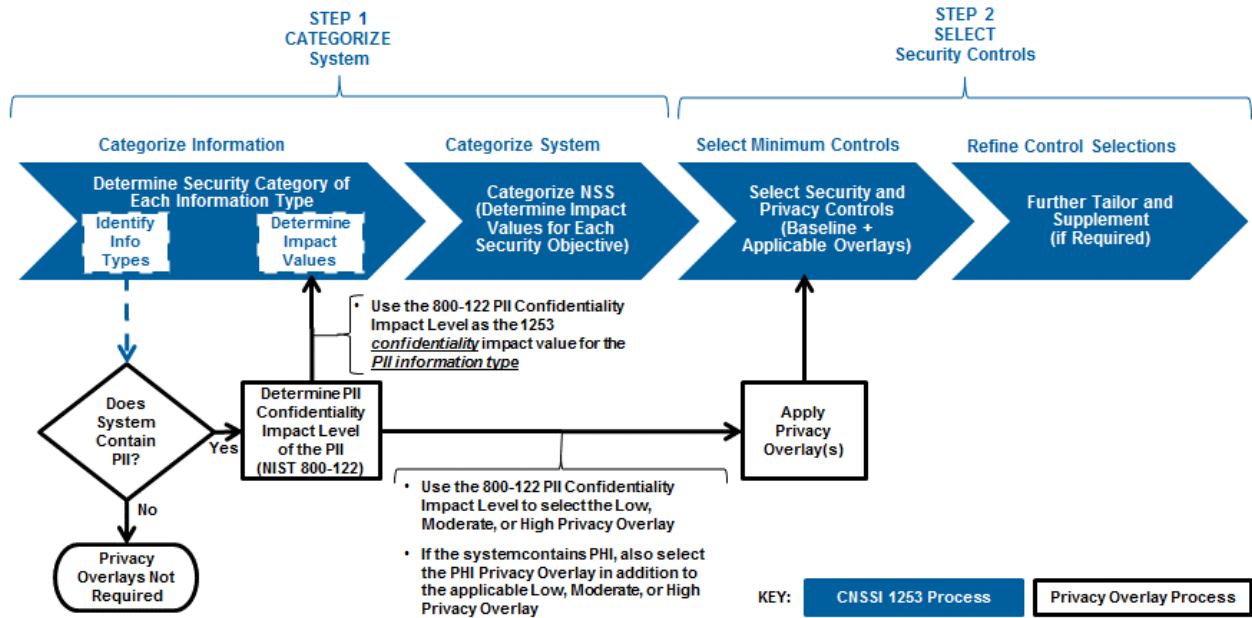 STEP 1
CATEGORIZE
System
STEP 2
SELECT
Security Controls
Categorize Information
Categorize System
Select Minimum Controls
Refine Control Selections
Determine Security Category of
Each Information Type
Identify
Info
Types
Determine
Impact
Values
Categorize NSS
(Determine Impact
Values for Each
Security Objective)
Select Security and
Privacy Controls
(Baseline +
Applicable Overlays)
Further Tailor and
Supplement
(if Required)
• Use the 800-122 PII Confidentiality
Impact Level as the 1253
confidentiality impact value for the
PII information type
Does
System
Contain
PII?
Yes
Determine PII
Confidentiality
Impact Level
of the PII
(NIST 800-122)
Apply
Privacy
Overlay(s)
No
Privacy
Overlays Not
Required
• Use the 800-122 PII Confidentiality
Impact Level to select the Low,
Moderate, or High Privacy Overlay
• If the systemcontains PHI, also select
the PHI Privacy Overlay in addition to
the applicable Low, Moderate, or High
Privacy Overlay
KEY:
CNSSI 1253 Process
Privacy Overlay Process